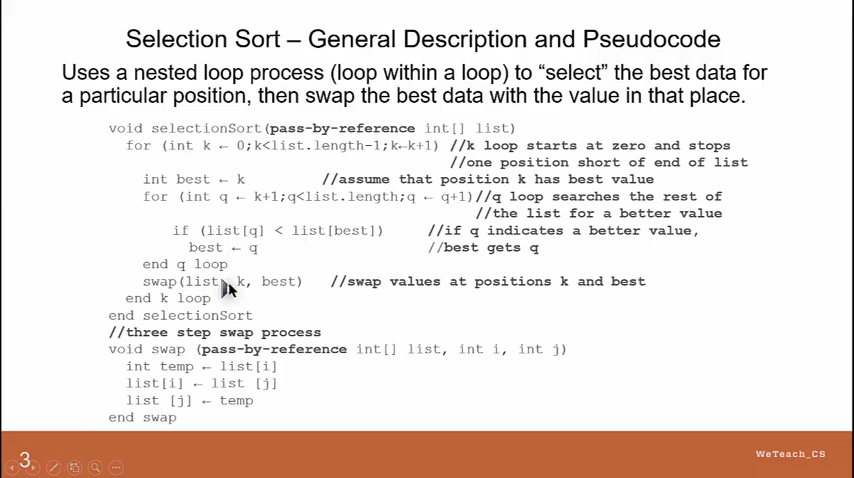 Selection Sort – General Description and Pseudocode
Uses a nested loop process (loop within a loop) to “select” the best data for
a particular position, then swap the best data with the value in that place.
void selectionSort(pass-by-reference int[] list)
for (int k ← 0;k<list.length-1;k←k+1) //k loop starts at zero and stops
//one position short of end of list
int best ← k //assume that position k has best value
for (int q ← k+1;q<list.length;q ← q+1)//q loop searches the rest of
//the list for a better value
if (list[q] < list[best]) //if q indicates a better value,
best ← q //best gets q
end q loop
swap(list, k, best) //swap values at positions k and best
end k loop
end selectionSort
//three step swap process
void swap (pass-by-reference int[] list, int i, int j)
int temp ← list[i]
list[i] ← list [j]
list [j] ← temp
end swap
3
WeTeach_CS